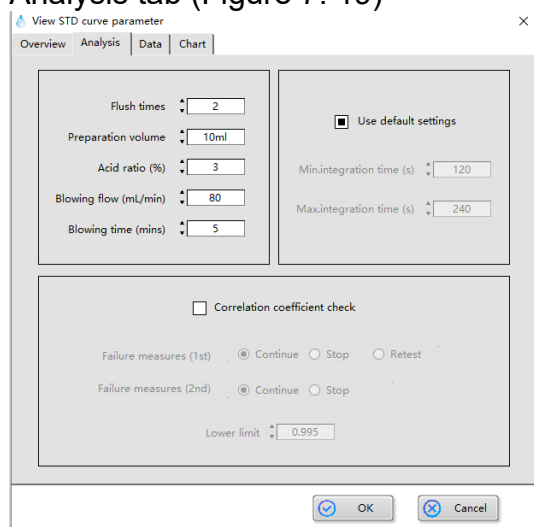 Analysis tab (Figure 7. 19)
View STD curve parameter
Overview Analysis Data Chart
Flush times 2
Preparation volume 10ml
Acid ratio (%) 3
Blowing flow (mL/min) 80
Blowing time (mins) 5
Use default settings
Min.integration time (s) 120
Max.integration time (s) 240
Correlation coefficient check
Failure measures (1st) Continue Stop Retest
Failure measures (2nd) Continue Stop
Lower limit 0.995
OK Cancel